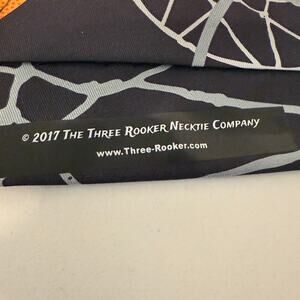 © 2017 The Three Rooker Necktie Company
www.Three-Rooker.com